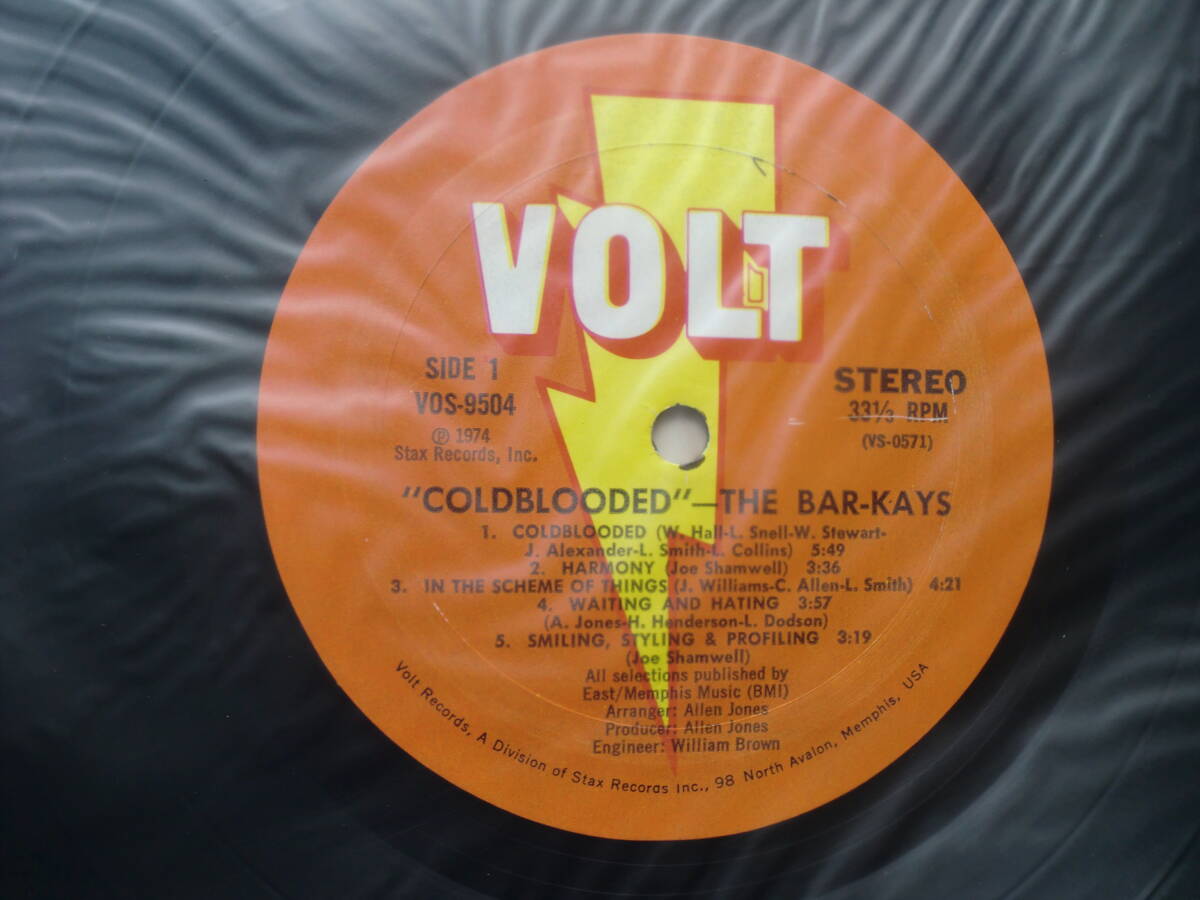 VOLT
SIDE 1
VOS-9504
Ⓟ 1974
Stax Records, Inc.
STEREO
33⅓ RPM
(VS-0571)
"COLDBLOODED"—THE BAR-KAYS
1. COLDBLOODED (W. Hall-L. Snell-W. Stewart-
J. Alexander-L. Smith-L. Collins) 5:49
2. HARMONY (Joe Shamwell) 3:36
3. IN THE SCHEME OF THINGS (J. Williams-C. Allen-L. Smith) 4:21
4. WAITING AND HATING 3:57
(A. Jones-H. Henderson-L. Dodson)
5. SMILING, STYLING & PROFILING 3:19
(Joe Shamwell)
All selections published by
East/Memphis Music (BMI)
Arranger: Allen Jones
Producer: Allen Jones
Engineer: William Brown
Volt Records, A Division of Stax Records Inc., 98 North Avalon, Memphis, USA